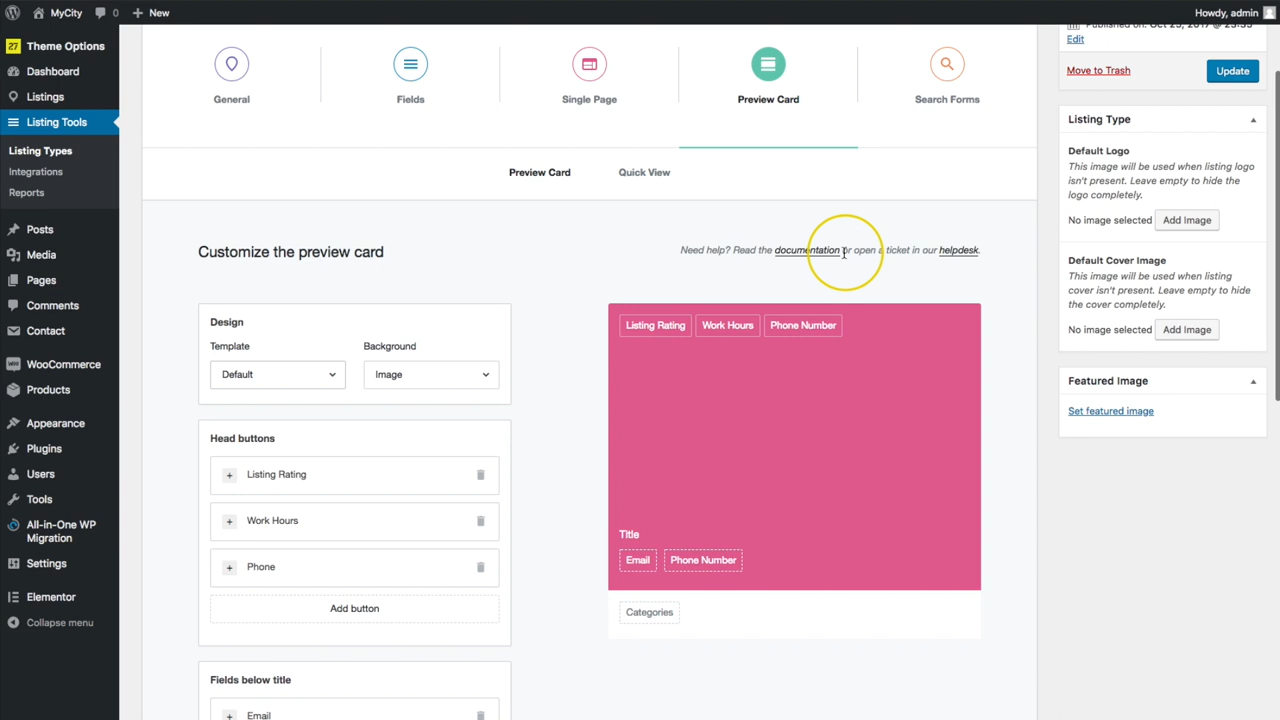 MyCity 0 New Howdy, admin
27 Theme Options
Dashboard
Listings
Listing Tools
Listing Types
Integrations
Reports
Posts
Media
Pages
Comments
Contact
WooCommerce
Products
Appearance
Plugins
Users
Tools
All-in-One WP
Migration
Settings
Elementor
Collapse menu
General
Fields
Single Page
Preview Card
Search Forms
Preview Card
Quick View
Customize the preview card
Need help? Read the documentation or open a ticket in our helpdesk.
Design
Template
Background
Default
Image
Head buttons
+ Listing Rating
+ Work Hours
+ Phone
Add button
Fields below title
+ Email
Listing Rating
Work Hours
Phone Number
Title
Email
Phone Number
Categories
Edit
Move to Trash
Update
Listing Type
Default Logo
This image will be used when listing logo
isn't present. Leave empty to hide the
logo completely.
No image selected Add Image
Default Cover Image
This image will be used when listing
cover isn't present. Leave empty to hide
the cover completely.
No image selected Add Image
Featured Image
Set featured image